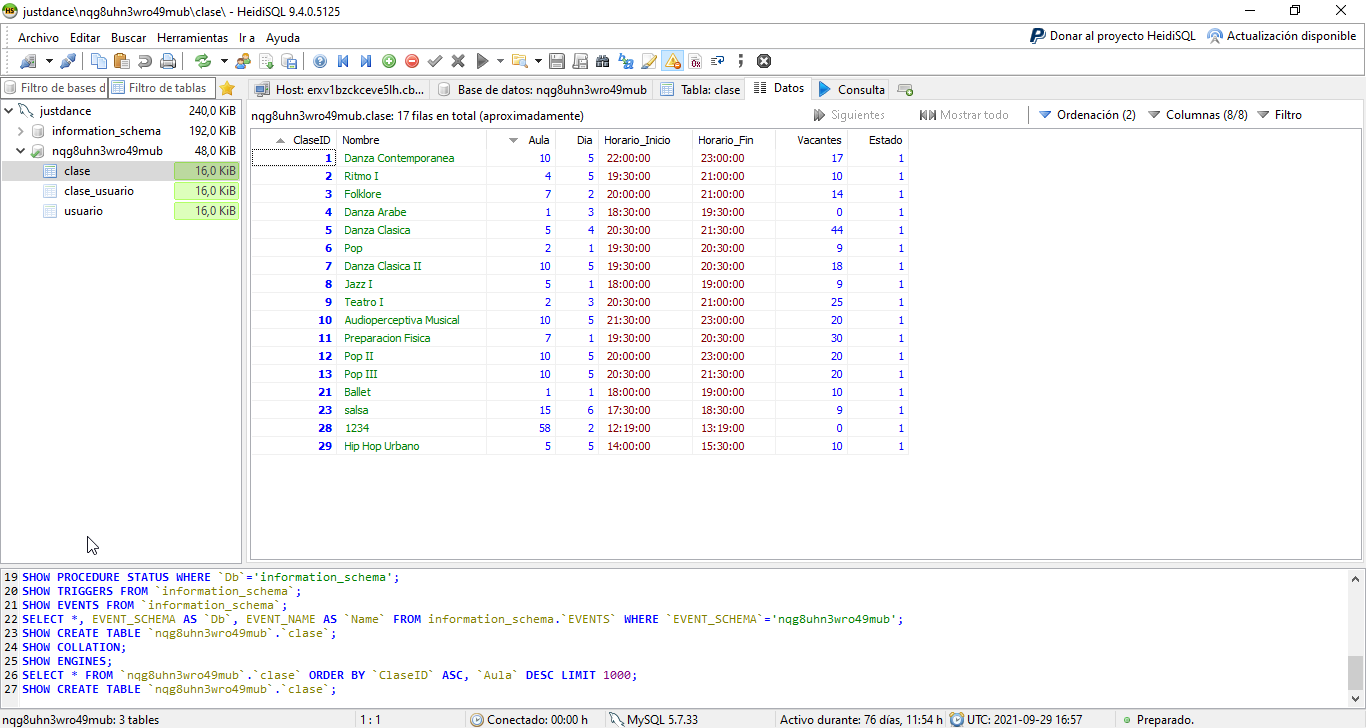 justdance\nqg8uhn3wro49mub\clase\ - HeidiSQL 9.4.0.5125
Archivo Editar Buscar Herramientas Ir a Ayuda Donar al proyecto HeidiSQL Actualización disponible
Filtro de bases d Filtro de tablas Host: erxv1bzckceve5lh.cb... Base de datos: nqg8uhn3wro49mub Tabla: clase Datos Consulta
justdance 240,0 KiB
information_schema 192,0 KiB
nqg8uhn3wro49mub 48,0 KiB
clase 16,0 KiB
clase_usuario 16,0 KiB
usuario 16,0 KiB
nqg8uhn3wro49mub.clase: 17 filas en total (aproximadamente) Siguientes Mostrar todo Ordenación (2) Columnas (8/8) Filtro
ClaseID Nombre Aula Dia Horario_Inicio Horario_Fin Vacantes Estado
1 Danza Contemporanea 10 5 22:00:00 23:00:00 17 1
2 Ritmo I 4 5 19:30:00 21:00:00 10 1
3 Folklore 7 2 20:00:00 21:00:00 14 1
4 Danza Arabe 1 3 18:30:00 19:30:00 0 1
5 Danza Clasica 5 4 20:30:00 21:30:00 44 1
6 Pop 2 1 19:30:00 20:30:00 9 1
7 Danza Clasica II 10 5 19:30:00 20:30:00 18 1
8 Jazz I 5 1 18:00:00 19:00:00 9 1
9 Teatro I 2 3 20:30:00 21:00:00 25 1
10 Audioperceptiva Musical 10 5 21:30:00 23:00:00 20 1
11 Preparacion Fisica 7 1 19:30:00 20:30:00 30 1
12 Pop II 10 5 20:00:00 23:00:00 20 1
13 Pop III 10 5 20:30:00 21:30:00 20 1
21 Ballet 1 1 18:00:00 19:00:00 10 1
23 salsa 15 6 17:30:00 18:30:00 9 1
28 1234 58 2 12:19:00 13:19:00 0 1
29 Hip Hop Urbano 5 5 14:00:00 15:30:00 10 1
19 SHOW PROCEDURE STATUS WHERE `Db`='information_schema';
20 SHOW TRIGGERS FROM `information_schema`;
21 SHOW EVENTS FROM `information_schema`;
22 SELECT *, EVENT_SCHEMA AS `Db`, EVENT_NAME AS `Name` FROM information_schema.`EVENTS` WHERE `EVENT_SCHEMA`='nqg8uhn3wro49mub';
23 SHOW CREATE TABLE `nqg8uhn3wro49mub`.`clase`;
24 SHOW COLLATION;
25 SHOW ENGINES;
26 SELECT * FROM `nqg8uhn3wro49mub`.`clase` ORDER BY `ClaseID` ASC, `Aula` DESC LIMIT 1000;
27 SHOW CREATE TABLE `nqg8uhn3wro49mub`.`clase`;
nqg8uhn3wro49mub: 3 tables 1 : 1 Conectado: 00:00 h MySQL 5.7.33 Activo durante: 76 días, 11:54 h UTC: 2021-09-29 16:57 Preparado.